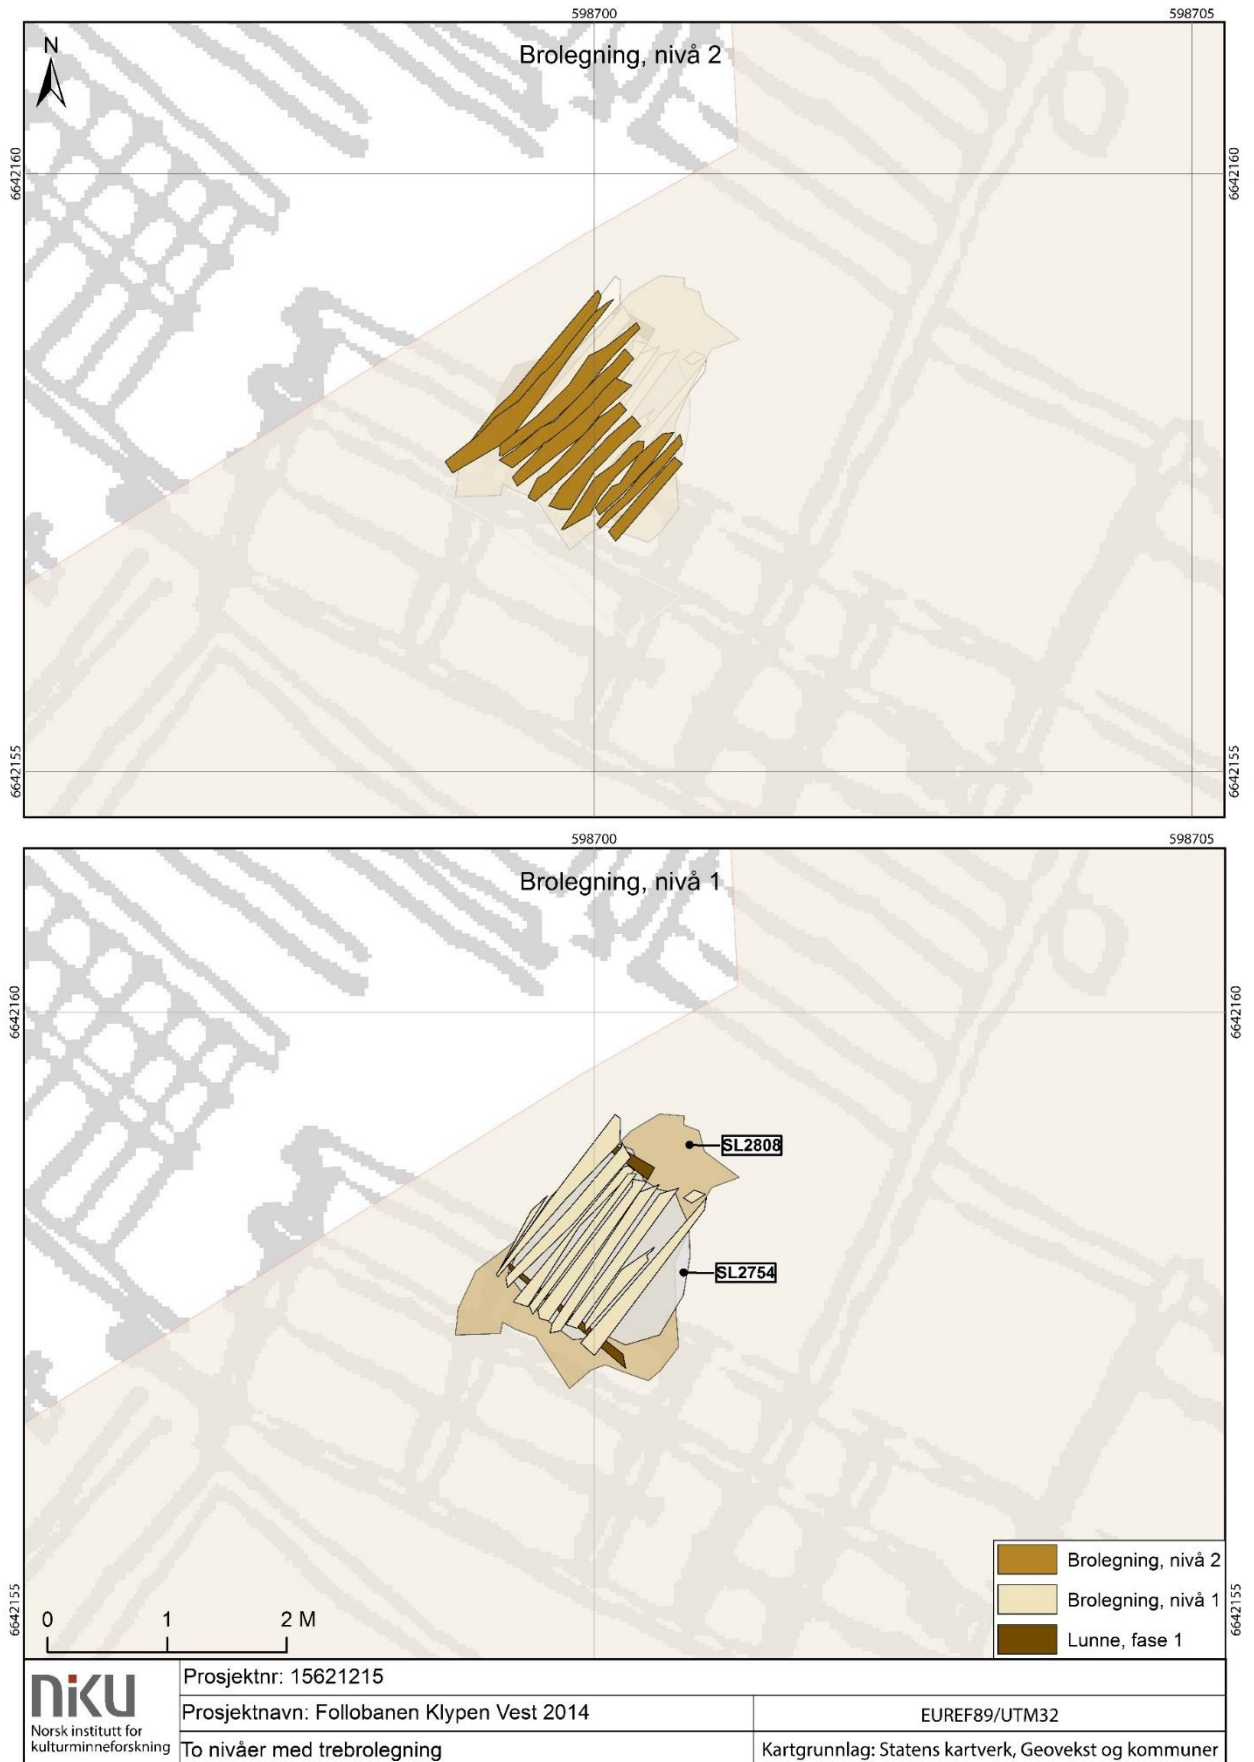 598700 598705
N
Brolegning, nivå 2
6642160 6642160
6642155 6642155
598700 598705
Brolegning, nivå 1
6642160 6642160
SL2808
SL2754
6642155 6642155
0 1 2 M
Brolegning, nivå 2
Brolegning, nivå 1
Lunne, fase 1
niku
Norsk institutt for
kulturminneforskning
Prosjektnr: 15621215
Prosjektnavn: Follobanen Klypen Vest 2014
EUREF89/UTM32
To nivåer med trebrolegning
Kartgrunnlag: Statens kartverk, Geovekst og kommuner